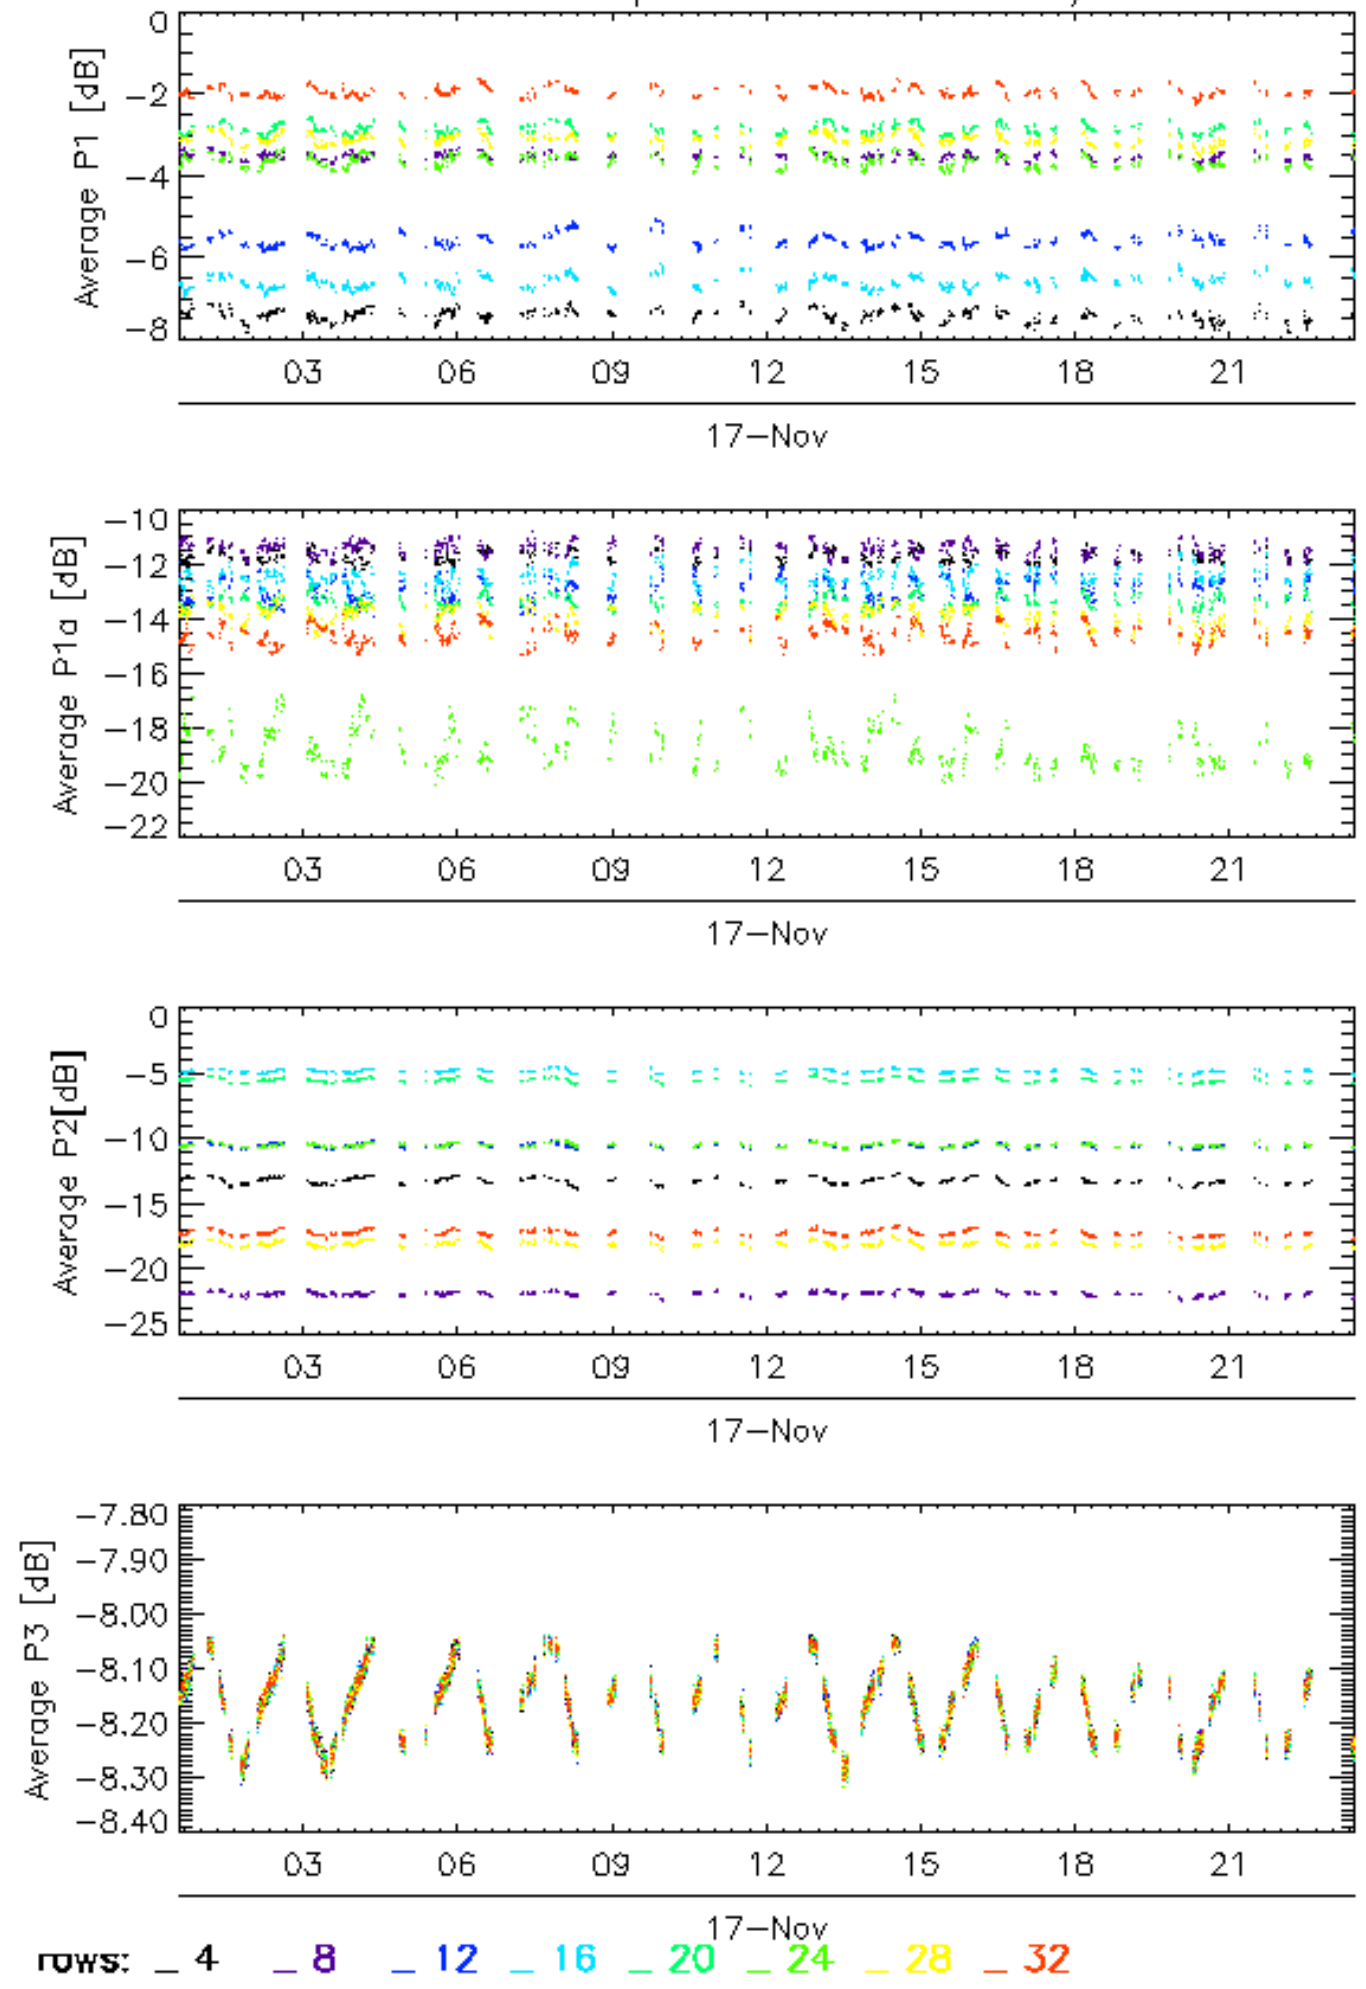 Average P1 [dB]
0
−2
−4
−6
−8
03 06 09 12 15 18 21
17−Nov
Average P1a [dB]
−10
−12
−14
−16
−18
−20
−22
03 06 09 12 15 18 21
17−Nov
Average P2[dB]
0
−5
−10
−15
−20
−25
03 06 09 12 15 18 21
17−Nov
Average P3 [dB]
−7.80
−7.90
−8.00
−8.10
−8.20
−8.30
−8.40
03 06 09 12 15 18 21
17−Nov
rows: _ 4 _ 8 _ 12 _ 16 _ 20 _ 24 _ 28 _ 32